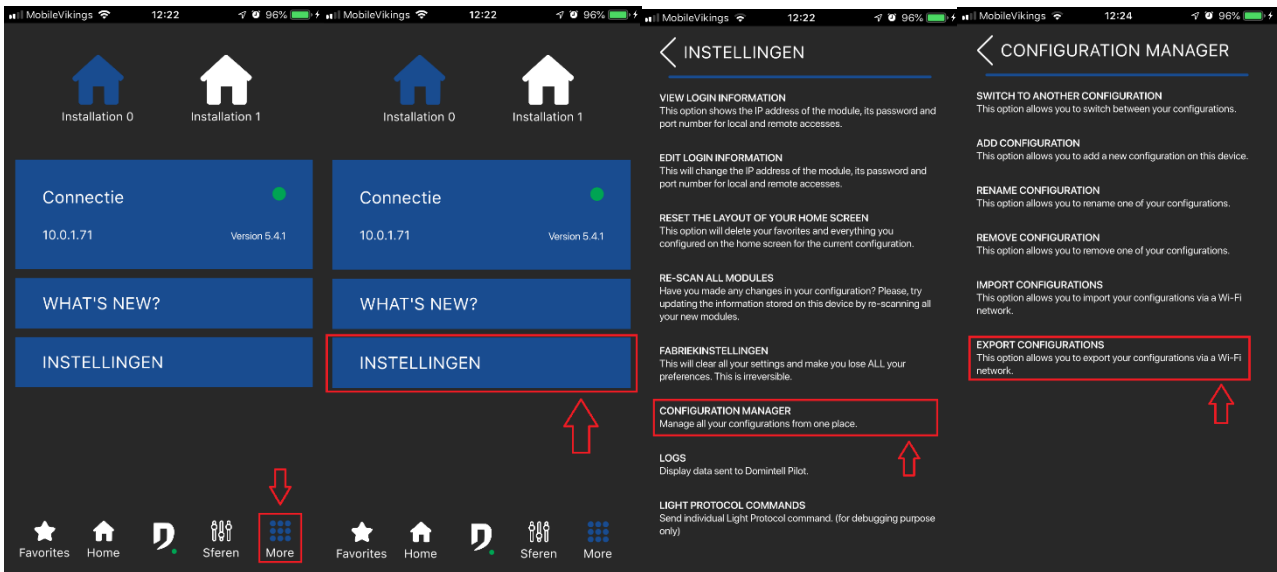 MobileVikings 12:22 96%
Installation 0 Installation 1
Connectie
10.0.1.71 Version 5.4.1
WHAT'S NEW?
INSTELLINGEN
Favorites Home Sferen More
MobileVikings 12:22 96%
Installation 0 Installation 1
Connectie
10.0.1.71 Version 5.4.1
WHAT'S NEW?
INSTELLINGEN
Favorites Home Sferen More
MobileVikings 12:22 96%
INSTELLINGEN
VIEW LOGIN INFORMATION
This option shows the IP address of the module, its password and
port number for local and remote accesses.
EDIT LOGIN INFORMATION
This will change the IP address of the module, its password and
port number for local and remote accesses.
RESET THE LAYOUT OF YOUR HOME SCREEN
This option will delete your favorites and everything you
configured on the home screen for the current configuration.
RE-SCAN ALL MODULES
Have you made any changes in your configuration? Please, try
updating the information stored on this device by re-scanning all
your new modules.
FABRIEKINSTELLINGEN
This will clear all your settings and make you lose ALL your
preferences. This is irreversible.
CONFIGURATION MANAGER
Manage all your configurations from one place.
LOGS
Display data sent to Domintell Pilot.
LIGHT PROTOCOL COMMANDS
Send individual Light Protocol command. (for debugging purpose
only)
MobileVikings 12:24 96%
CONFIGURATION MANAGER
SWITCH TO ANOTHER CONFIGURATION
This option allows you to switch between your configurations.
ADD CONFIGURATION
This option allows you to add a new configuration on this device.
RENAME CONFIGURATION
This option allows you to rename one of your configurations.
REMOVE CONFIGURATION
This option allows you to remove one of your configurations.
IMPORT CONFIGURATIONS
This option allows you to import your configurations via a Wi-Fi
network.
EXPORT CONFIGURATIONS
This option allows you to export your configurations via a Wi-Fi
network.